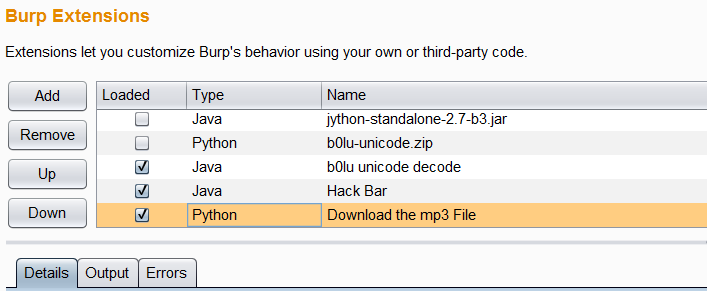 Burp Extensions
Extensions let you customize Burp's behavior using your own or third-party code.
Add
Remove
Up
Down
Loaded Type Name
Java jython-standalone-2.7-b3.jar
Python b0lu-unicode.zip
Java b0lu unicode decode
Java Hack Bar
Python Download the mp3 File
Details Output Errors